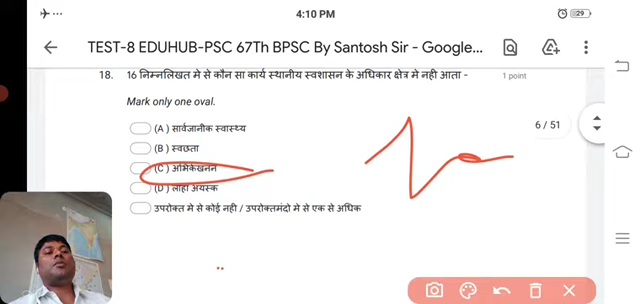 4:10 PM
29
TEST-8 EDUHUB-PSC 67Th BPSC By Santosh Sir - Google...
18. 16 निम्नलिखत मे से कौन सा कार्य स्थानीय स्वशासन के अधिकार क्षेत्र मे नही आता -
1 point
Mark only one oval.
(A) सार्वजानीक स्वास्थ्य
6 / 51
(B) स्वछता
(C) अभिकेखनन
(D) लाहा अयस्क
उपरोक्त मे से कोई नही / उपरोक्तमंदो मे से एक से अधिक